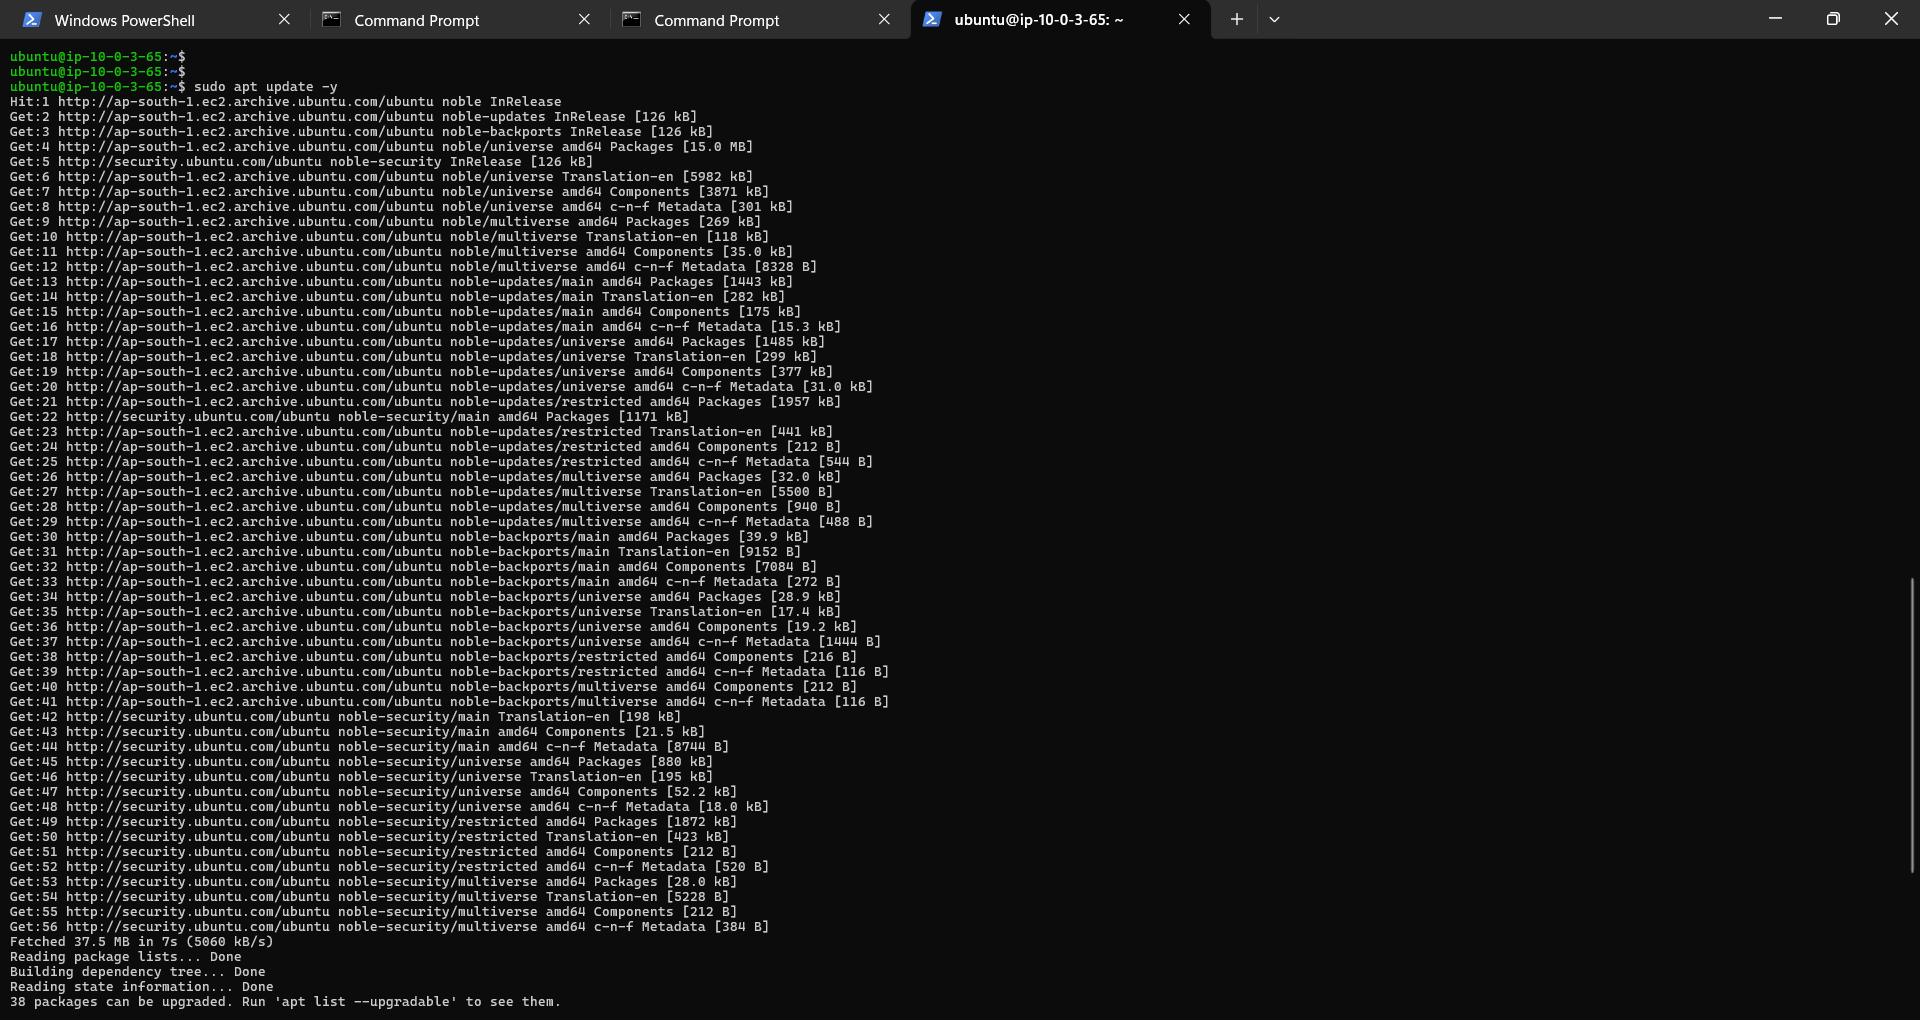 Windows PowerShell
Command Prompt
Command Prompt
ubuntu@ip-10-0-3-65: ~
ubuntu@ip-10-0-3-65:~$
ubuntu@ip-10-0-3-65:~$
ubuntu@ip-10-0-3-65:~$ sudo apt update -y
Hit:1 http://ap-south-1.ec2.archive.ubuntu.com/ubuntu noble InRelease
Get:2 http://ap-south-1.ec2.archive.ubuntu.com/ubuntu noble-updates InRelease [126 kB]
Get:3 http://ap-south-1.ec2.archive.ubuntu.com/ubuntu noble-backports InRelease [126 kB]
Get:4 http://ap-south-1.ec2.archive.ubuntu.com/ubuntu noble/universe amd64 Packages [15.0 MB]
Get:5 http://security.ubuntu.com/ubuntu noble-security InRelease [126 kB]
Get:6 http://ap-south-1.ec2.archive.ubuntu.com/ubuntu noble/universe Translation-en [5982 kB]
Get:7 http://ap-south-1.ec2.archive.ubuntu.com/ubuntu noble/universe amd64 Components [3871 kB]
Get:8 http://ap-south-1.ec2.archive.ubuntu.com/ubuntu noble/universe amd64 c-n-f Metadata [301 kB]
Get:9 http://ap-south-1.ec2.archive.ubuntu.com/ubuntu noble/multiverse amd64 Packages [269 kB]
Get:10 http://ap-south-1.ec2.archive.ubuntu.com/ubuntu noble/multiverse Translation-en [118 kB]
Get:11 http://ap-south-1.ec2.archive.ubuntu.com/ubuntu noble/multiverse amd64 Components [35.0 kB]
Get:12 http://ap-south-1.ec2.archive.ubuntu.com/ubuntu noble/multiverse amd64 c-n-f Metadata [8328 B]
Get:13 http://ap-south-1.ec2.archive.ubuntu.com/ubuntu noble-updates/main amd64 Packages [1443 kB]
Get:14 http://ap-south-1.ec2.archive.ubuntu.com/ubuntu noble-updates/main Translation-en [282 kB]
Get:15 http://ap-south-1.ec2.archive.ubuntu.com/ubuntu noble-updates/main amd64 Components [175 kB]
Get:16 http://ap-south-1.ec2.archive.ubuntu.com/ubuntu noble-updates/main amd64 c-n-f Metadata [15.3 kB]
Get:17 http://ap-south-1.ec2.archive.ubuntu.com/ubuntu noble-updates/universe amd64 Packages [1485 kB]
Get:18 http://ap-south-1.ec2.archive.ubuntu.com/ubuntu noble-updates/universe Translation-en [299 kB]
Get:19 http://ap-south-1.ec2.archive.ubuntu.com/ubuntu noble-updates/universe amd64 Components [377 kB]
Get:20 http://ap-south-1.ec2.archive.ubuntu.com/ubuntu noble-updates/universe amd64 c-n-f Metadata [31.0 kB]
Get:21 http://ap-south-1.ec2.archive.ubuntu.com/ubuntu noble-updates/restricted amd64 Packages [1957 kB]
Get:22 http://security.ubuntu.com/ubuntu noble-security/main amd64 Packages [1171 kB]
Get:23 http://ap-south-1.ec2.archive.ubuntu.com/ubuntu noble-updates/restricted Translation-en [441 kB]
Get:24 http://ap-south-1.ec2.archive.ubuntu.com/ubuntu noble-updates/restricted amd64 Components [212 B]
Get:25 http://ap-south-1.ec2.archive.ubuntu.com/ubuntu noble-updates/restricted amd64 c-n-f Metadata [544 B]
Get:26 http://ap-south-1.ec2.archive.ubuntu.com/ubuntu noble-updates/multiverse amd64 Packages [32.0 kB]
Get:27 http://ap-south-1.ec2.archive.ubuntu.com/ubuntu noble-updates/multiverse Translation-en [5500 B]
Get:28 http://ap-south-1.ec2.archive.ubuntu.com/ubuntu noble-updates/multiverse amd64 Components [940 B]
Get:29 http://ap-south-1.ec2.archive.ubuntu.com/ubuntu noble-updates/multiverse amd64 c-n-f Metadata [488 B]
Get:30 http://ap-south-1.ec2.archive.ubuntu.com/ubuntu noble-backports/main amd64 Packages [39.9 kB]
Get:31 http://ap-south-1.ec2.archive.ubuntu.com/ubuntu noble-backports/main Translation-en [9152 B]
Get:32 http://ap-south-1.ec2.archive.ubuntu.com/ubuntu noble-backports/main amd64 Components [7084 B]
Get:33 http://ap-south-1.ec2.archive.ubuntu.com/ubuntu noble-backports/main amd64 c-n-f Metadata [272 B]
Get:34 http://ap-south-1.ec2.archive.ubuntu.com/ubuntu noble-backports/universe amd64 Packages [28.9 kB]
Get:35 http://ap-south-1.ec2.archive.ubuntu.com/ubuntu noble-backports/universe Translation-en [17.4 kB]
Get:36 http://ap-south-1.ec2.archive.ubuntu.com/ubuntu noble-backports/universe amd64 Components [19.2 kB]
Get:37 http://ap-south-1.ec2.archive.ubuntu.com/ubuntu noble-backports/universe amd64 c-n-f Metadata [1444 B]
Get:38 http://ap-south-1.ec2.archive.ubuntu.com/ubuntu noble-backports/restricted amd64 Components [216 B]
Get:39 http://ap-south-1.ec2.archive.ubuntu.com/ubuntu noble-backports/restricted amd64 c-n-f Metadata [116 B]
Get:40 http://ap-south-1.ec2.archive.ubuntu.com/ubuntu noble-backports/multiverse amd64 Components [212 B]
Get:41 http://ap-south-1.ec2.archive.ubuntu.com/ubuntu noble-backports/multiverse amd64 c-n-f Metadata [116 B]
Get:42 http://security.ubuntu.com/ubuntu noble-security/main Translation-en [198 kB]
Get:43 http://security.ubuntu.com/ubuntu noble-security/main amd64 Components [21.5 kB]
Get:44 http://security.ubuntu.com/ubuntu noble-security/main amd64 c-n-f Metadata [8744 B]
Get:45 http://security.ubuntu.com/ubuntu noble-security/universe amd64 Packages [880 kB]
Get:46 http://security.ubuntu.com/ubuntu noble-security/universe Translation-en [195 kB]
Get:47 http://security.ubuntu.com/ubuntu noble-security/universe amd64 Components [52.2 kB]
Get:48 http://security.ubuntu.com/ubuntu noble-security/universe amd64 c-n-f Metadata [18.0 kB]
Get:49 http://security.ubuntu.com/ubuntu noble-security/restricted amd64 Packages [1872 kB]
Get:50 http://security.ubuntu.com/ubuntu noble-security/restricted Translation-en [423 kB]
Get:51 http://security.ubuntu.com/ubuntu noble-security/restricted amd64 Components [212 B]
Get:52 http://security.ubuntu.com/ubuntu noble-security/restricted amd64 c-n-f Metadata [520 B]
Get:53 http://security.ubuntu.com/ubuntu noble-security/multiverse amd64 Packages [28.0 kB]
Get:54 http://security.ubuntu.com/ubuntu noble-security/multiverse Translation-en [5228 B]
Get:55 http://security.ubuntu.com/ubuntu noble-security/multiverse amd64 Components [212 B]
Get:56 http://security.ubuntu.com/ubuntu noble-security/multiverse amd64 c-n-f Metadata [384 B]
Fetched 37.5 MB in 7s (5060 kB/s)
Reading package lists... Done
Building dependency tree... Done
Reading state information... Done
38 packages can be upgraded. Run 'apt list --upgradable' to see them.